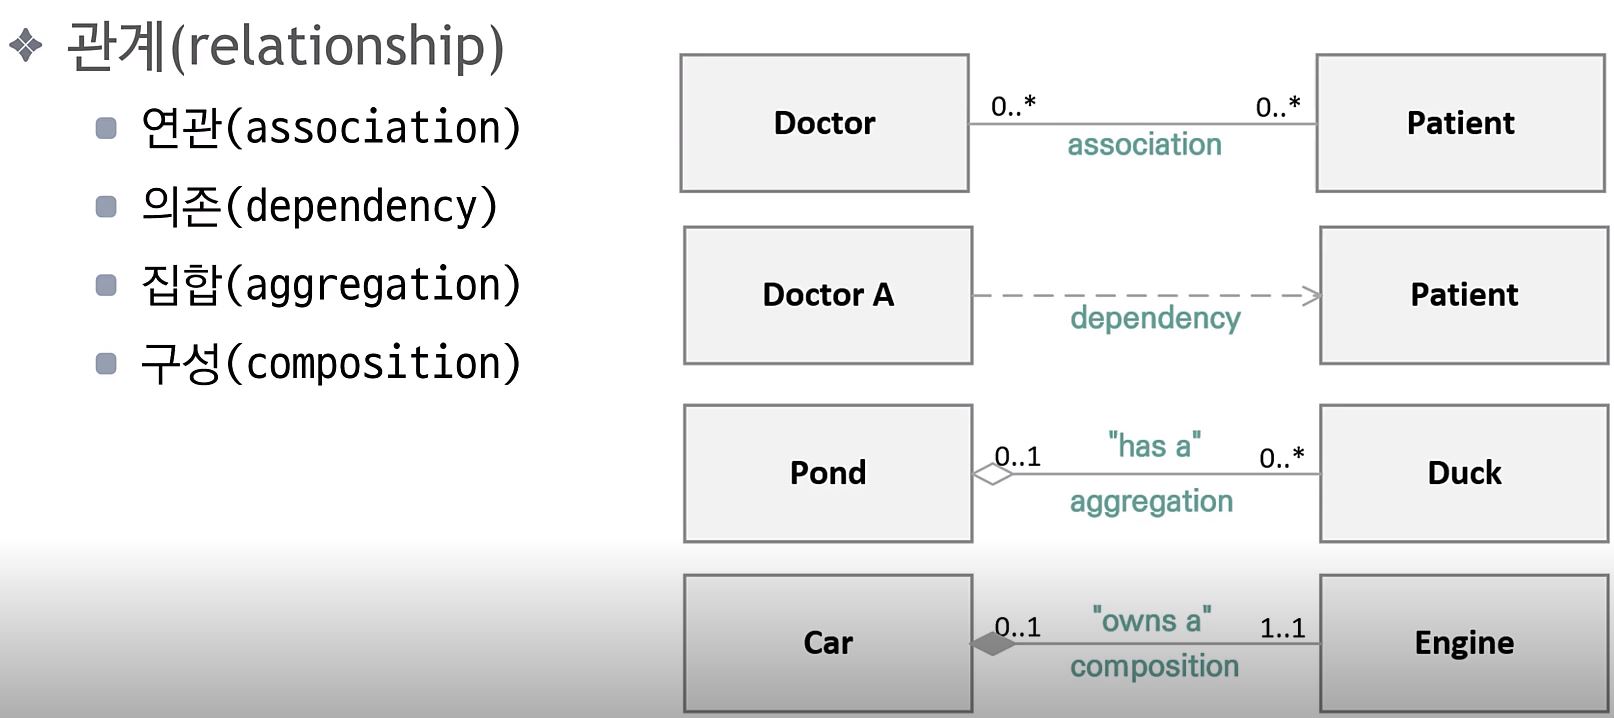 관계(relationship)
연관(association)
의존(dependency)
집합(aggregation)
구성(composition)
Doctor 0..* association 0..* Patient
Doctor A dependency Patient
Pond 0..1 "has a" aggregation 0..* Duck
Car 0..1 "owns a" composition 1..1 Engine